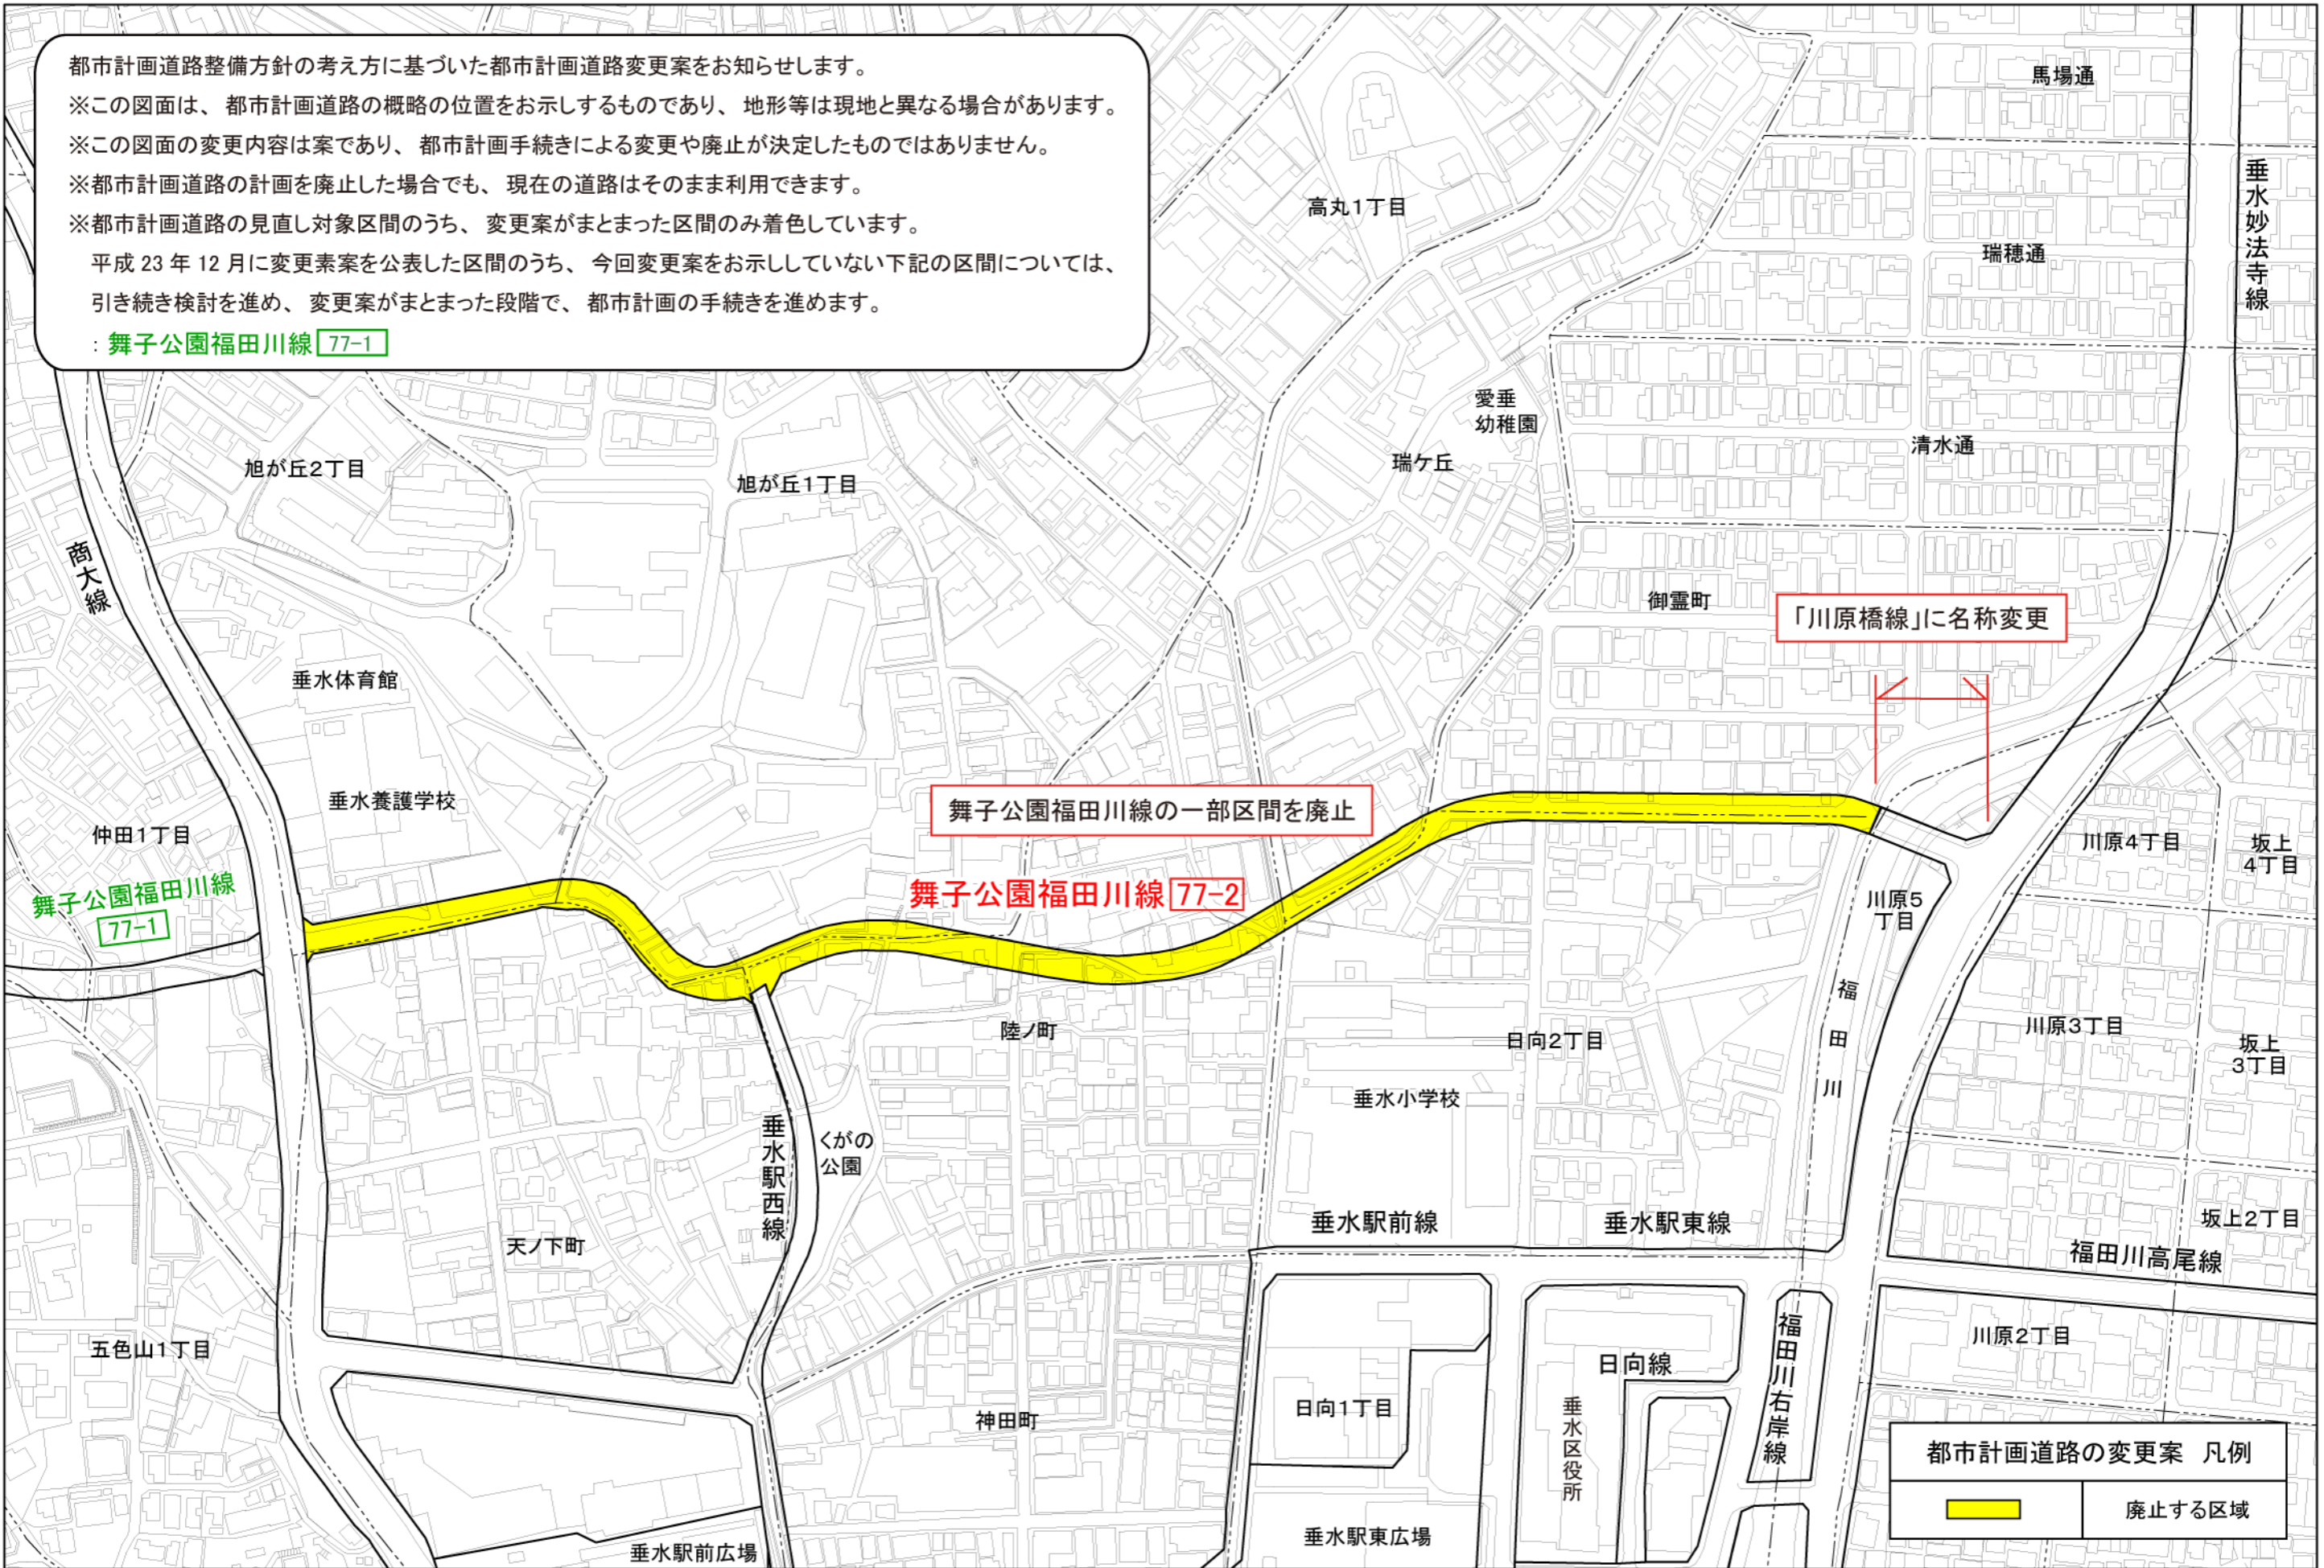 都市計画道路整備方針の考え方に基づいた都市計画道路変更案をお知らせします。
※この図面は、都市計画道路の概略の位置をお示しするものであり、地形等は現地と異なる場合があります。
※この図面の変更内容は案であり、都市計画手続きによる変更や廃止が決定したものではありません。
※都市計画道路の計画を廃止した場合でも、現在の道路はそのまま利用できます。
※都市計画道路の見直し対象区間のうち、変更案がまとまった区間のみ着色しています。
平成 23 年 12 月に変更素案を公表した区間のうち、今回変更案をお示ししていない下記の区間については、
引き続き検討を進め、変更案がまとまった段階で、都市計画の手続きを進めます。
：舞子公園福田川線 77-1
馬場通
垂水妙法寺線
高丸1丁目
瑞穂通
愛垂
幼稚園
清水通
瑞ケ丘
旭が丘2丁目
旭が丘1丁目
商大線
御霊町
「川原橋線」に名称変更
垂水体育館
垂水養護学校
舞子公園福田川線の一部区間を廃止
仲田1丁目
川原4丁目
坂上
4丁目
舞子公園福田川線
77-1
舞子公園福田川線 77-2
川原5
丁目
福田川
陸ノ町
日向2丁目
川原3丁目
坂上
3丁目
垂水小学校
垂水駅西線
くがの
公園
垂水駅前線
垂水駅東線
坂上2丁目
天ノ下町
福田川高尾線
五色山1丁目
川原2丁目
福田川右岸線
日向線
日向1丁目
神田町
垂水区役所
垂水駅東広場
垂水駅前広場
都市計画道路の変更案 凡例
廃止する区域